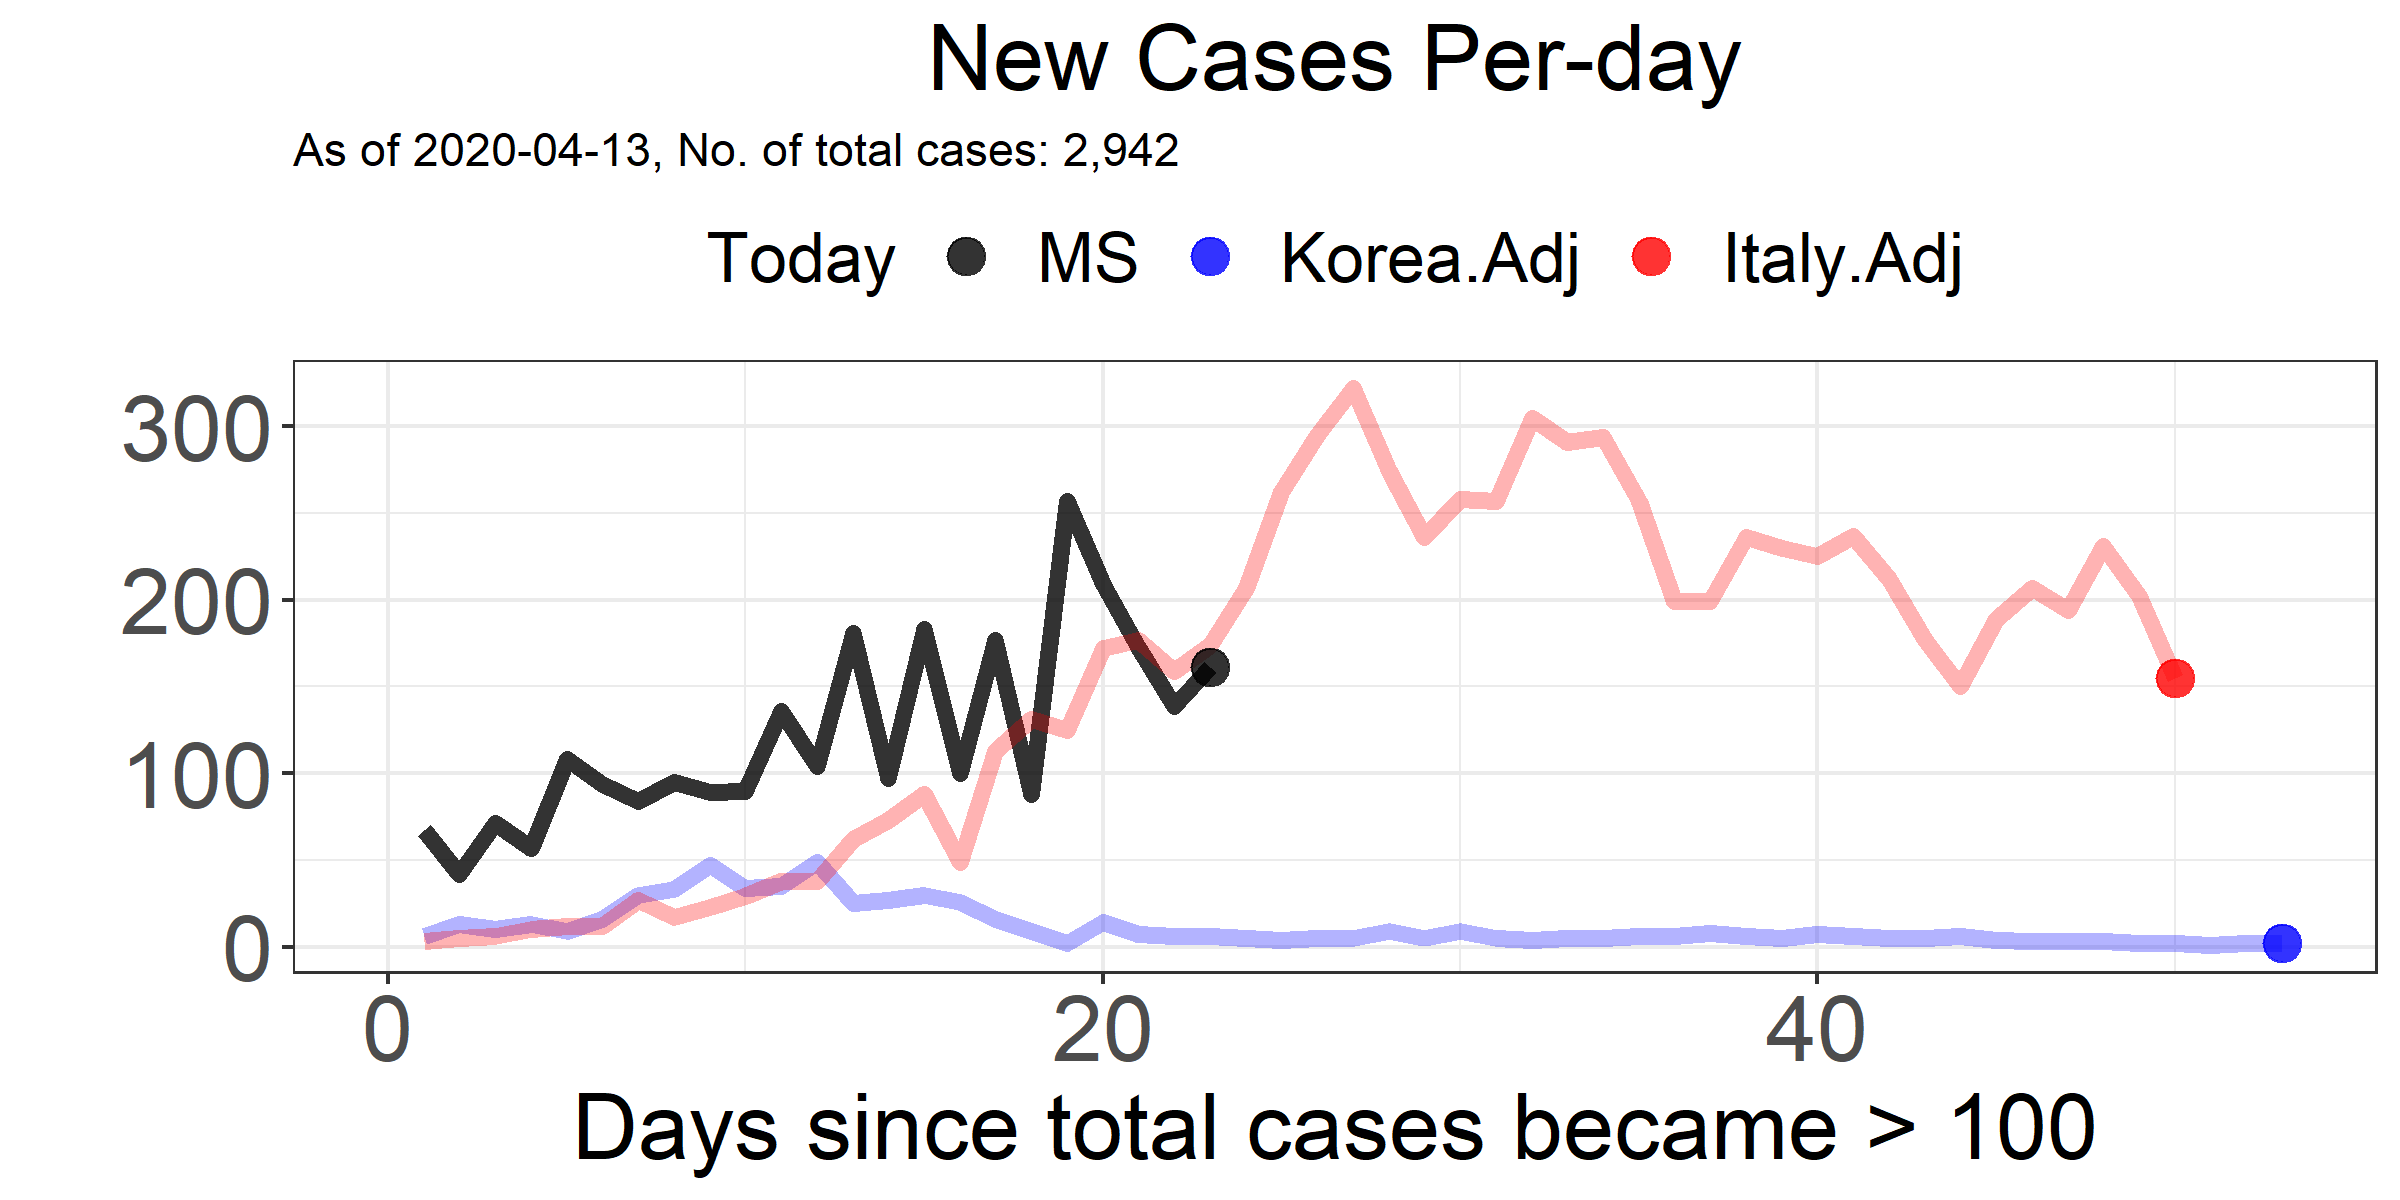 New Cases Per-day
As of 2020-04-13, No. of total cases: 2,942
Today MS Korea.Adj Italy.Adj
300
200
100
0
0 20 40
Days since total cases became > 100